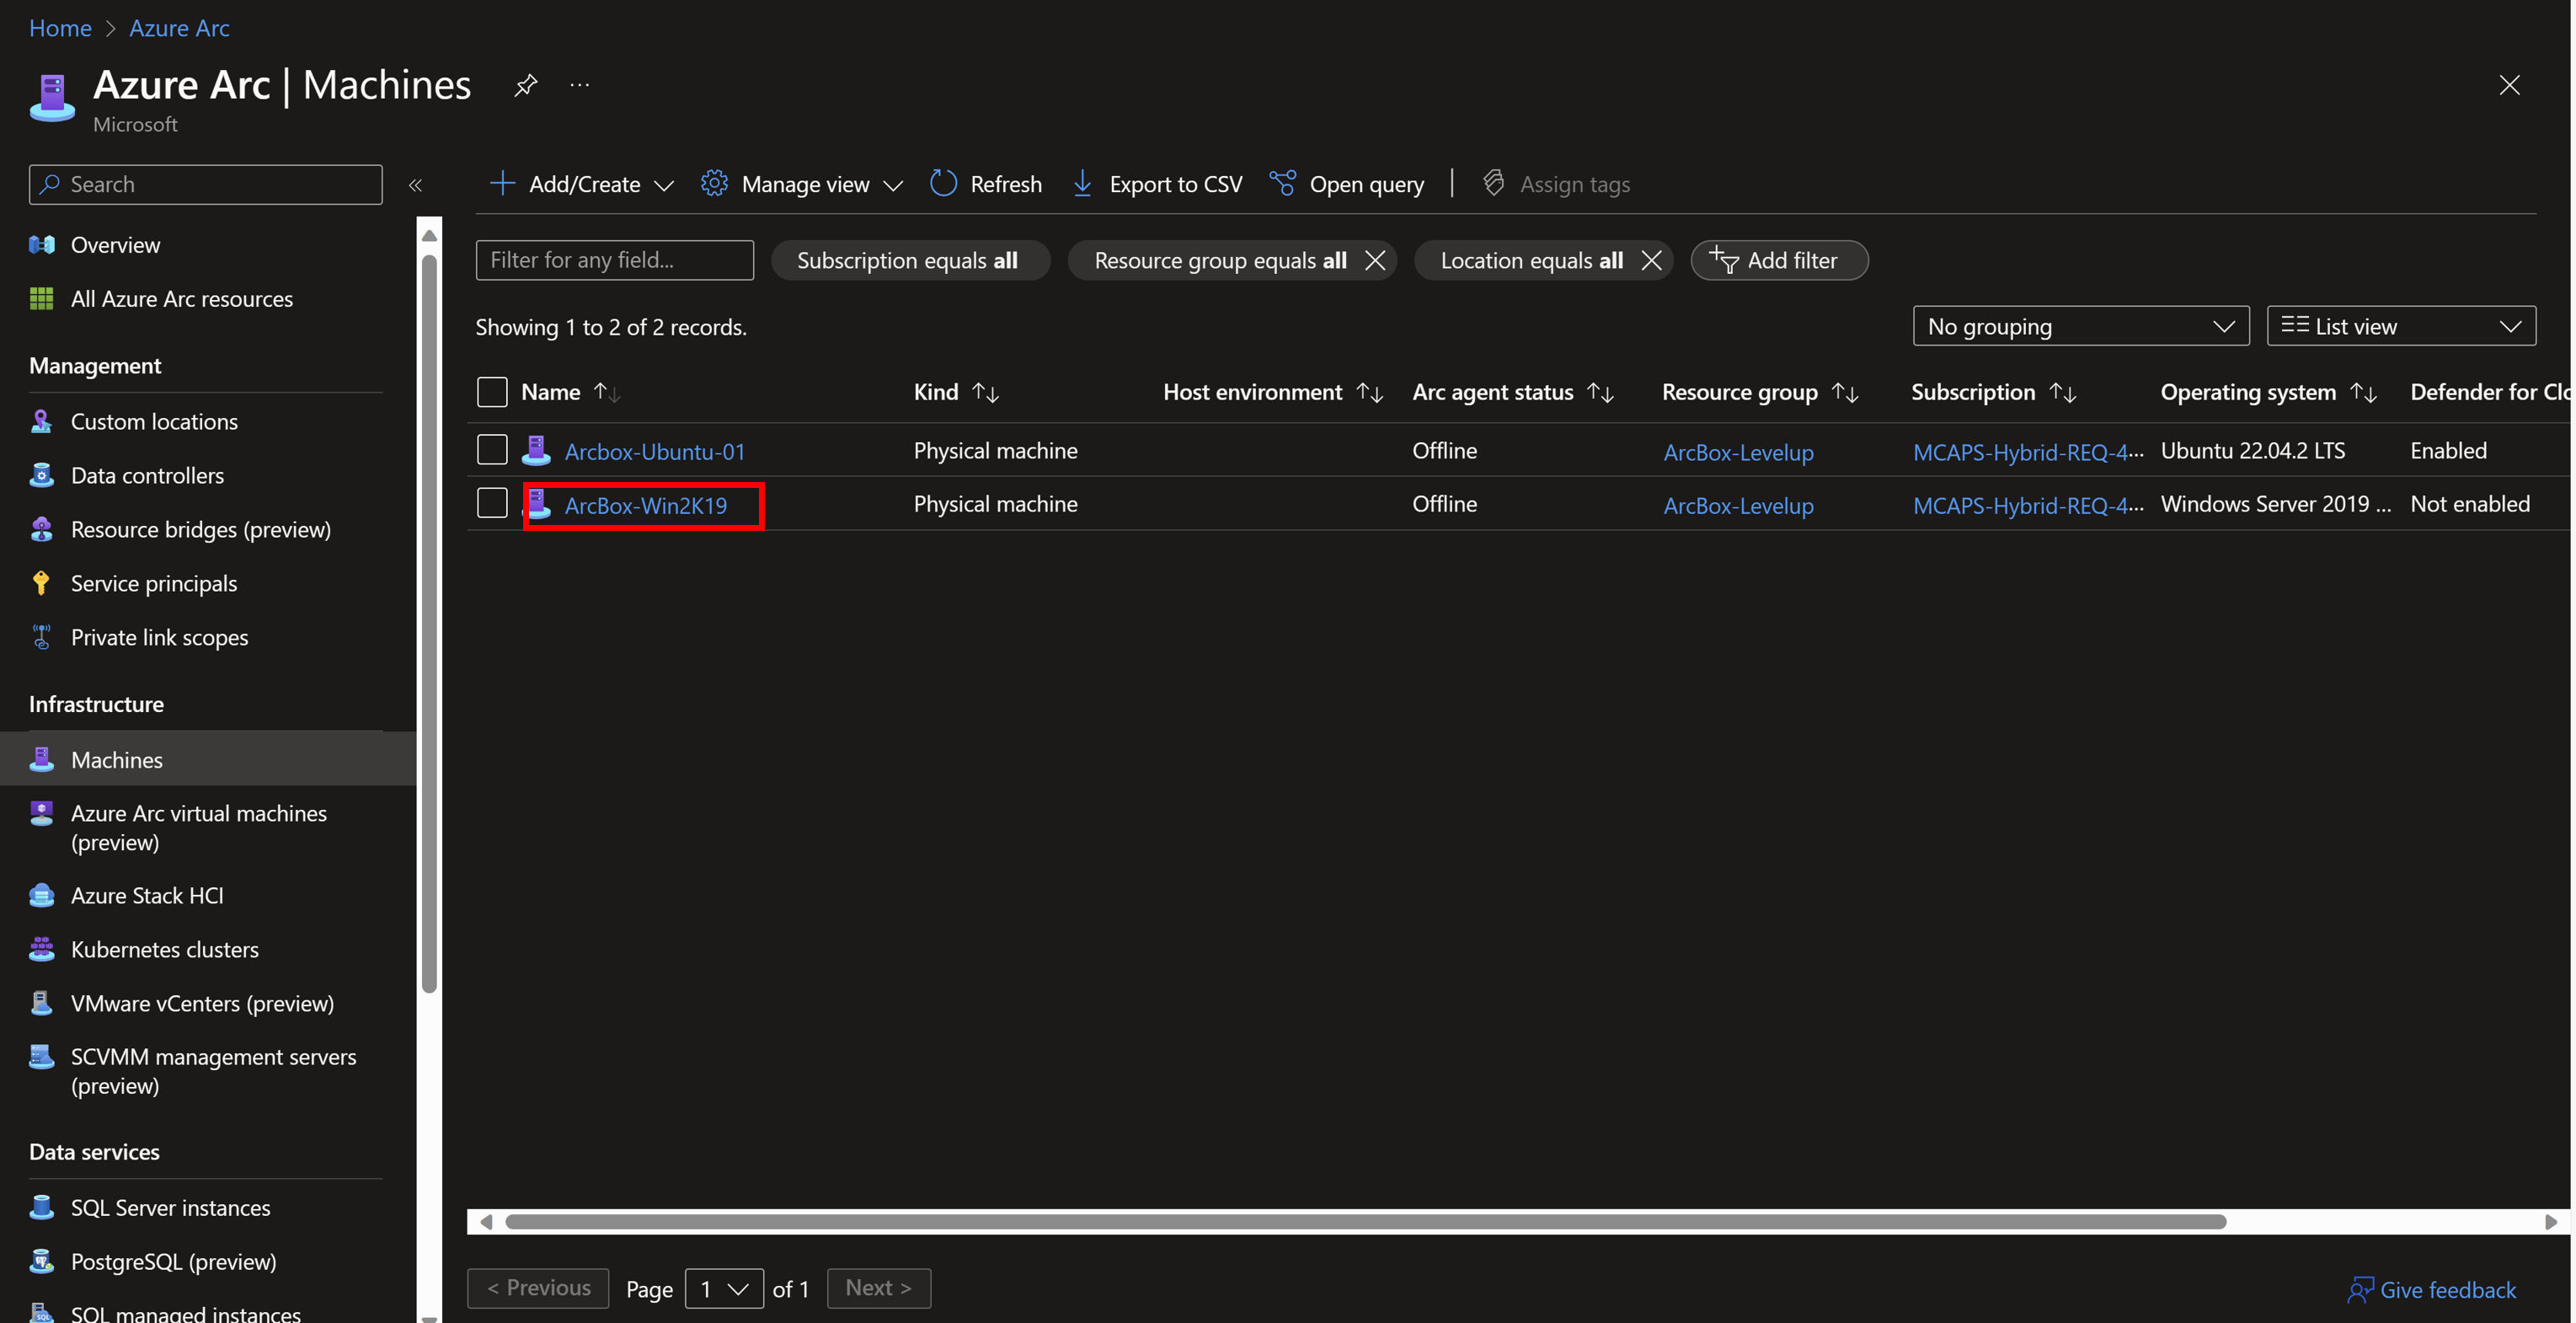 Home > Azure Arc
Azure Arc | Machines ...
Microsoft
Search
«
Overview
All Azure Arc resources
Management
Custom locations
Data controllers
Resource bridges (preview)
Service principals
Private link scopes
Infrastructure
Machines
Azure Arc virtual machines
(preview)
Azure Stack HCI
Kubernetes clusters
VMware vCenters (preview)
SCVMM management servers
(preview)
Data services
SQL Server instances
PostgreSQL (preview)
SQL managed instances
Add/Create Manage view Refresh Export to CSV Open query | Assign tags
Filter for any field... Subscription equals all Resource group equals all Location equals all Add filter
Showing 1 to 2 of 2 records. No grouping List view
Name ↑↓ Kind ↑↓ Host environment ↑↓ Arc agent status ↑↓ Resource group ↑↓ Subscription ↑↓ Operating system ↑↓ Defender for Clo
Arcbox-Ubuntu-01 Physical machine Offline ArcBox-Levelup MCAPS-Hybrid-REQ-4... Ubuntu 22.04.2 LTS Enabled
ArcBox-Win2K19 Physical machine Offline ArcBox-Levelup MCAPS-Hybrid-REQ-4... Windows Server 2019 ... Not enabled
< Previous Page 1 of 1 Next >
Give feedback